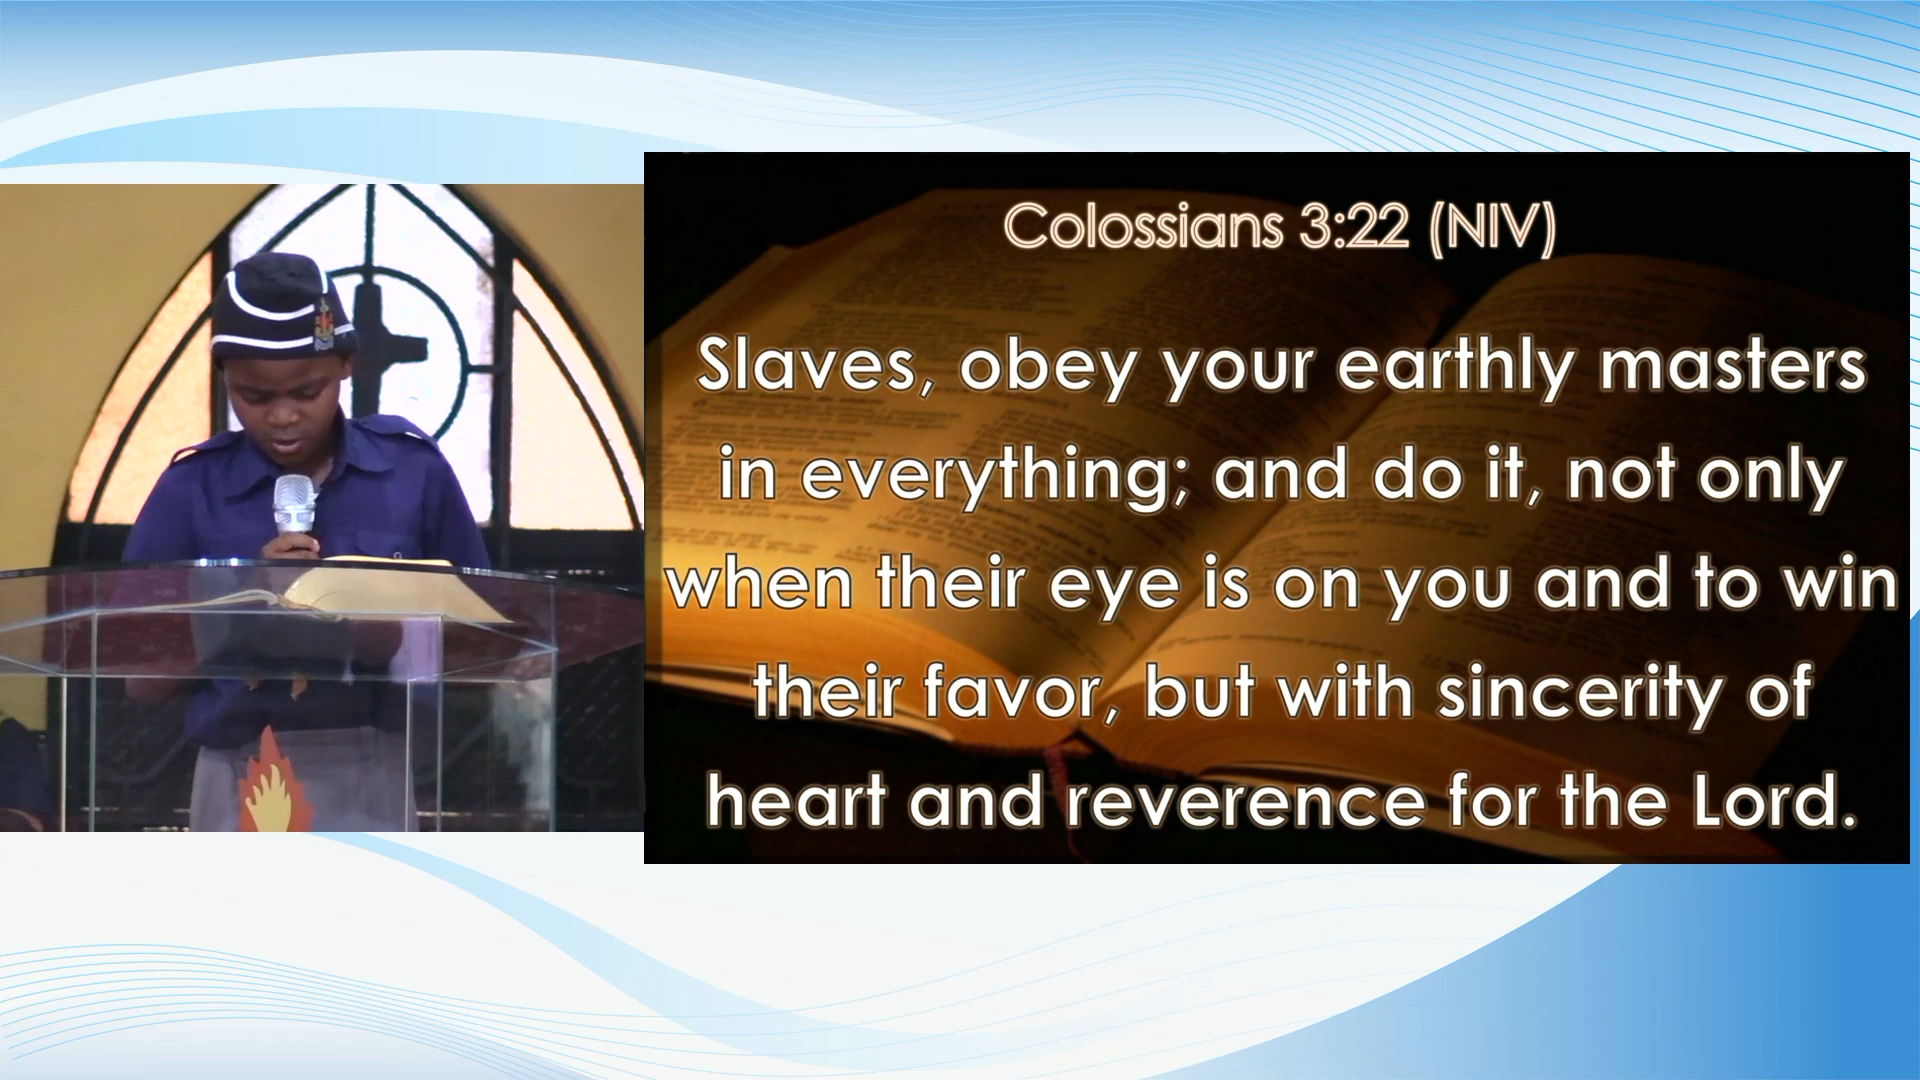 Colossians 3:22 (NIV)
Slaves, obey your earthly masters
in everything; and do it, not only
when their eye is on you and to win
their favor, but with sincerity of
heart and reverence for the Lord.